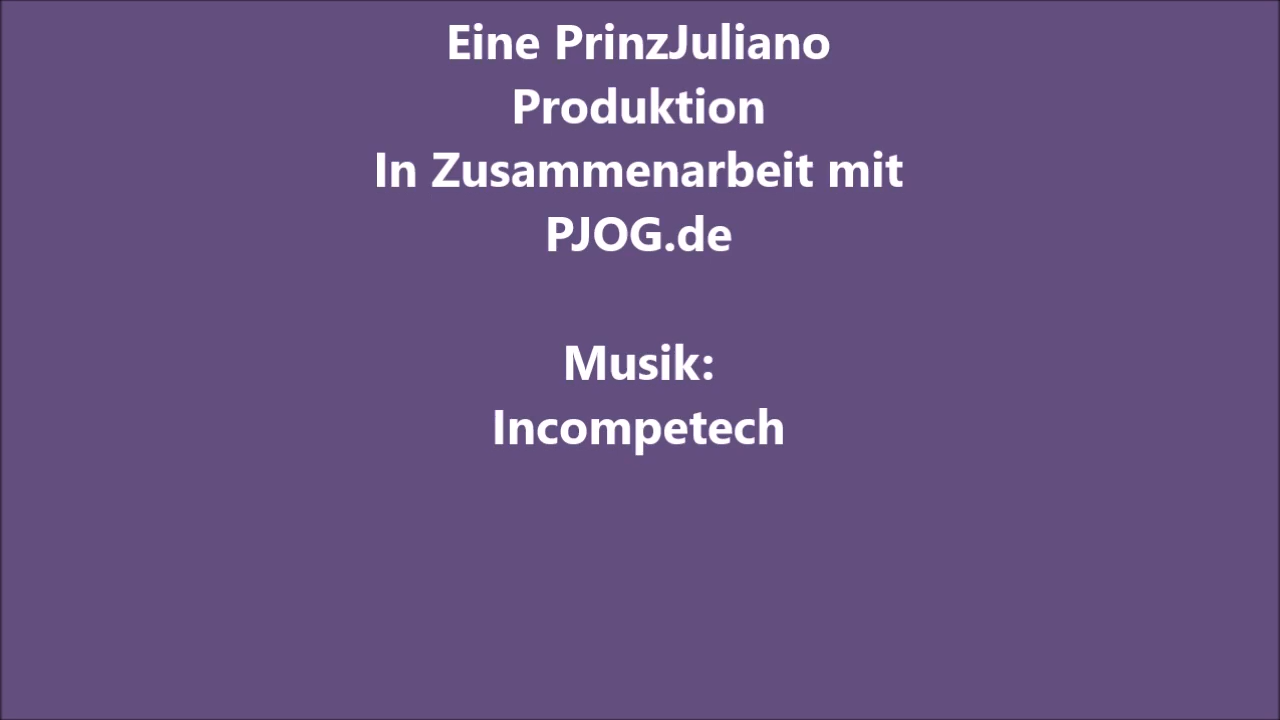 Eine PrinzJuliano
Produktion
In Zusammenarbeit mit
PJOG.de
Musik:
Incompetech